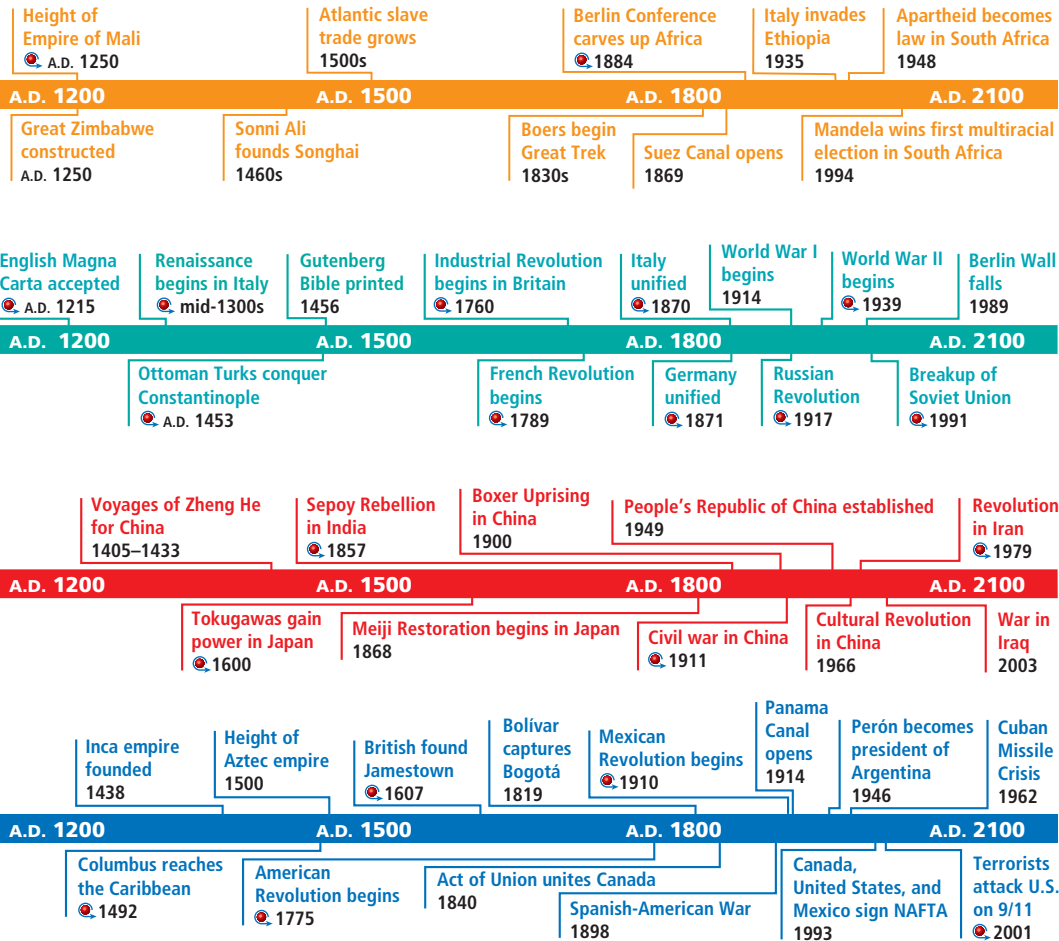 Height of
Empire of Mali
A.D. 1250
Atlantic slave
trade grows
1500s
Berlin Conference
carves up Africa
1884
Italy invades
Ethiopia
1935
Apartheid becomes
law in South Africa
1948
A.D. 1200 A.D. 1500 A.D. 1800 A.D. 2100
Great Zimbabwe
constructed
A.D. 1250
Sonni Ali
founds Songhai
1460s
Boers begin
Great Trek
1830s
Suez Canal opens
1869
Mandela wins first multiracial
election in South Africa
1994
English Magna
Carta accepted
A.D. 1215
Renaissance
begins in Italy
mid-1300s
Gutenberg
Bible printed
1456
Industrial Revolution
begins in Britain
1760
Italy
unified
1870
World War I
begins
1914
World War II
begins
1939
Berlin Wall
falls
1989
A.D. 1200 A.D. 1500 A.D. 1800 A.D. 2100
Ottoman Turks conquer
Constantinople
A.D. 1453
French Revolution
begins
1789
Germany
unified
1871
Russian
Revolution
1917
Breakup of
Soviet Union
1991
Voyages of Zheng He
for China
1405–1433
Sepoy Rebellion
in India
1857
Boxer Uprising
in China
1900
People's Republic of China established
1949
Revolution
in Iran
1979
A.D. 1200 A.D. 1500 A.D. 1800 A.D. 2100
Tokugawas gain
power in Japan
1600
Meiji Restoration begins in Japan
1868
Civil war in China
1911
Cultural Revolution
in China
1966
War in
Iraq
2003
Inca empire
founded
1438
Height of
Aztec empire
1500
British found
Jamestown
1607
Bolívar
captures
Bogotá
1819
Mexican
Revolution begins
1910
Panama
Canal
opens
1914
Perón becomes
president of
Argentina
1946
Cuban
Missile
Crisis
1962
A.D. 1200 A.D. 1500 A.D. 1800 A.D. 2100
Columbus reaches
the Caribbean
1492
American
Revolution begins
1775
Act of Union unites Canada
1840
Spanish-American War
1898
Canada,
United States, and
Mexico sign NAFTA
1993
Terrorists
attack U.S.
on 9/11
2001